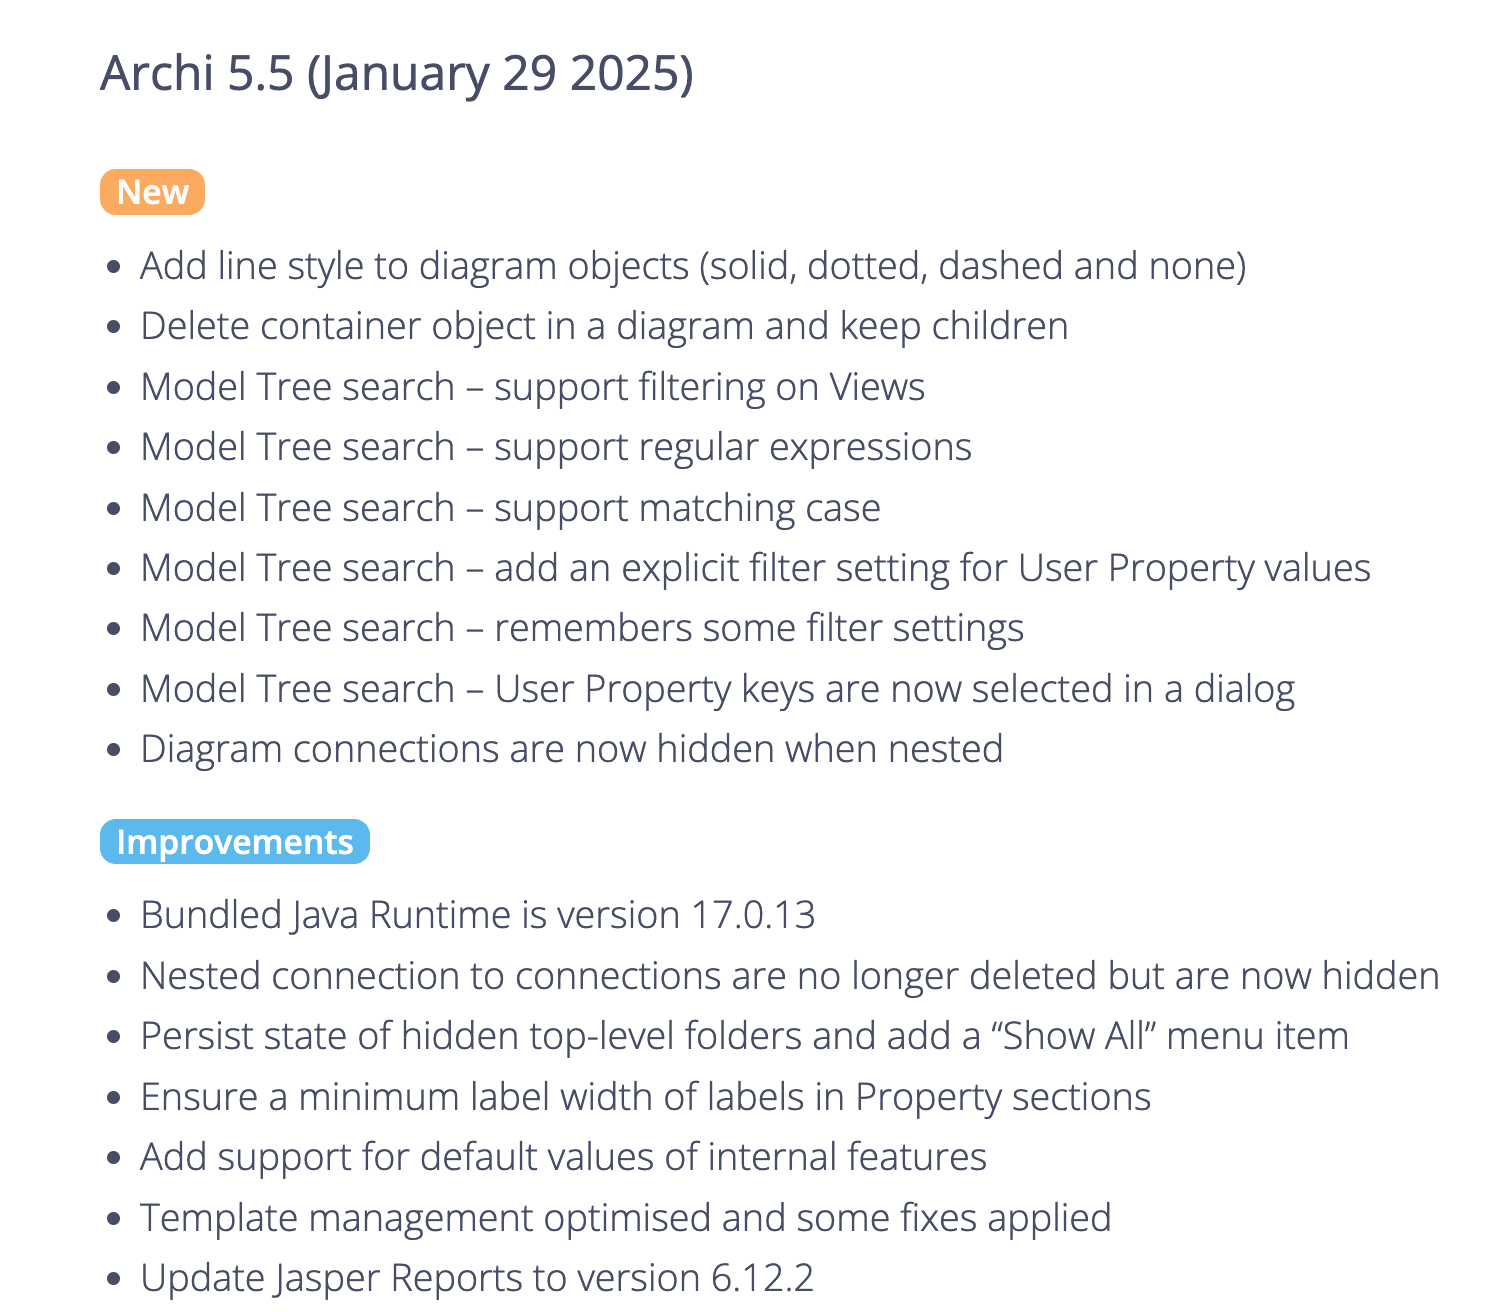 Archi 5.5 (January 29 2025)
New
• Add line style to diagram objects (solid, dotted, dashed and none)
• Delete container object in a diagram and keep children
• Model Tree search – support filtering on Views
• Model Tree search – support regular expressions
• Model Tree search – support matching case
• Model Tree search – add an explicit filter setting for User Property values
• Model Tree search – remembers some filter settings
• Model Tree search – User Property keys are now selected in a dialog
• Diagram connections are now hidden when nested
Improvements
• Bundled Java Runtime is version 17.0.13
• Nested connection to connections are no longer deleted but are now hidden
• Persist state of hidden top-level folders and add a “Show All” menu item
• Ensure a minimum label width of labels in Property sections
• Add support for default values of internal features
• Template management optimised and some fixes applied
• Update Jasper Reports to version 6.12.2